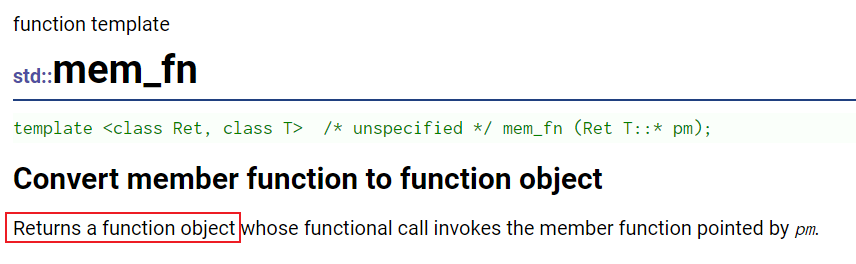 function template
std::mem_fn
template <class Ret, class T>  /* unspecified */ mem_fn (Ret T::* pm);
Convert member function to function object
Returns a function object whose functional call invokes the member function pointed by pm.